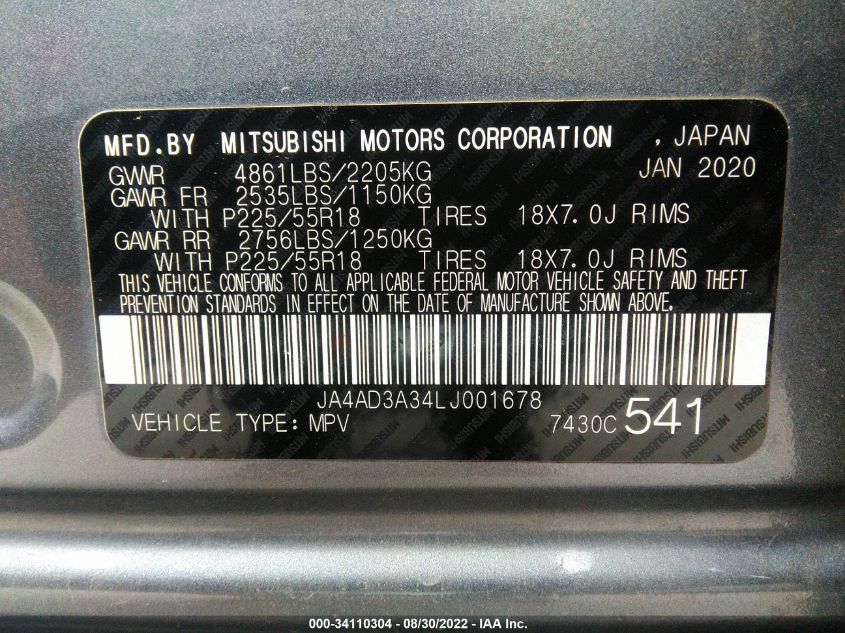 MFD.BY MITSUBISHI MOTORS CORPORATION , JAPAN
GVWR 4861LBS/2205KG JAN 2020
GAWR FR 2535LBS/1150KG
WITH P225/55R18 TIRES 18X7.0J RIMS
GAWR RR 2756LBS/1250KG
WITH P225/55R18 TIRES 18X7.0J RIMS
THIS VEHICLE CONFORMS TO ALL APPLICABLE FEDERAL MOTOR VEHICLE SAFETY AND THEFT
PREVENTION STANDARDS IN EFFECT ON THE DATE OF MANUFACTURE SHOWN ABOVE.
JA4AD3A34LJ001678
VEHICLE TYPE: MPV 7430C 541
000-34110304 - 08/30/2022 - IAA Inc.